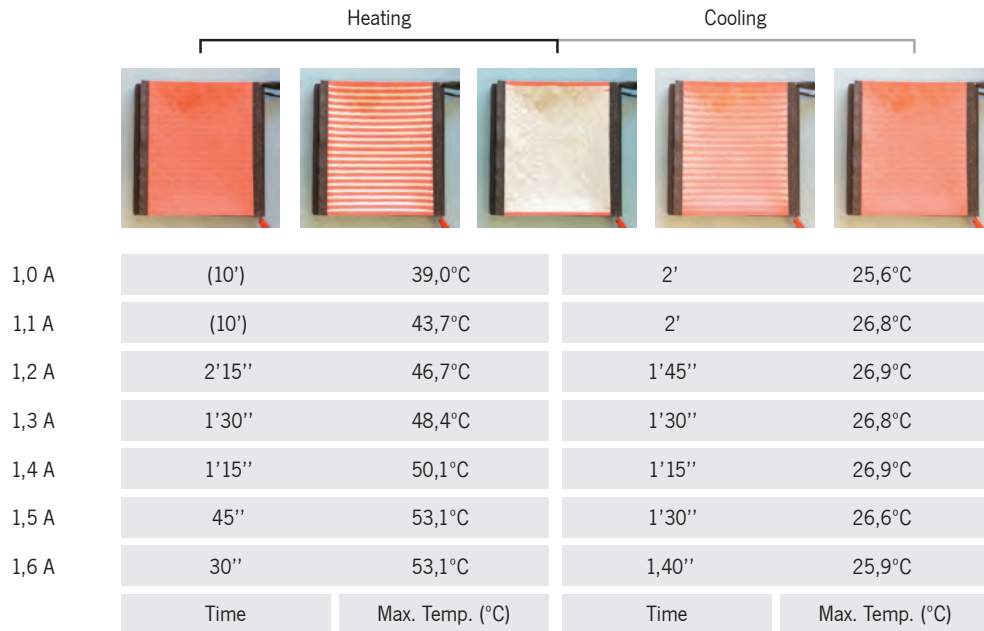 Heating Cooling
1,0 A (10’) 39,0°C 2’ 25,6°C
1,1 A (10’) 43,7°C 2’ 26,8°C
1,2 A 2’15’’ 46,7°C 1’45’’ 26,9°C
1,3 A 1’30’’ 48,4°C 1’30’’ 26,8°C
1,4 A 1’15’’ 50,1°C 1’15’’ 26,9°C
1,5 A 45’’ 53,1°C 1’30’’ 26,6°C
1,6 A 30’’ 53,1°C 1,40’’ 25,9°C
Time Max. Temp. (°C) Time Max. Temp. (°C)